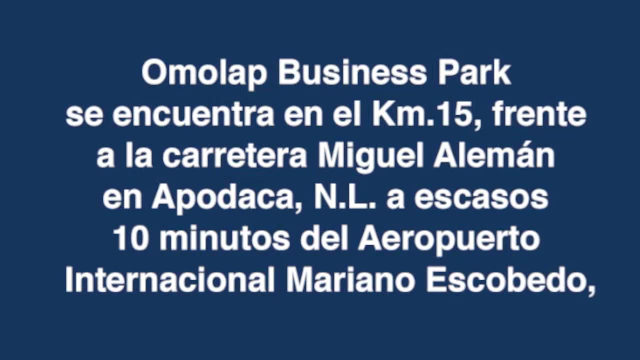 Omolap Business Park
se encuentra en el Km.15, frente
a la carretera Miguel Alemán
en Apodaca, N.L. a escasos
10 minutos del Aeropuerto
Internacional Mariano Escobedo,